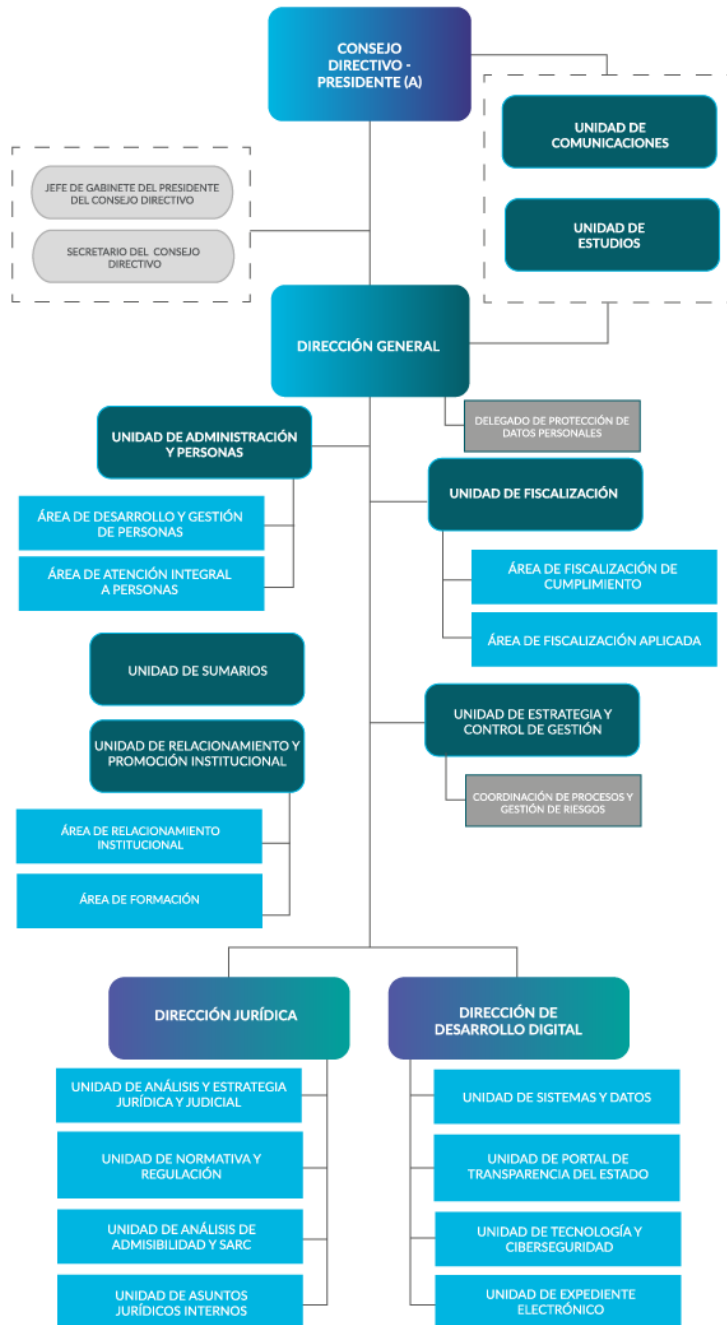 CONSEJO
DIRECTIVO -
PRESIDENTE (A)
UNIDAD DE
COMUNICACIONES
UNIDAD DE
ESTUDIOS
JEFE DE GABINETE DEL PRESIDENTE
DEL CONSEJO DIRECTIVO
SECRETARIO DEL CONSEJO
DIRECTIVO
DIRECCIÓN GENERAL
DELEGADO DE PROTECCIÓN DE
DATOS PERSONALES
UNIDAD DE ADMINISTRACIÓN
Y PERSONAS
ÁREA DE DESARROLLO Y GESTIÓN
DE PERSONAS
ÁREA DE ATENCIÓN INTEGRAL
A PERSONAS
UNIDAD DE FISCALIZACIÓN
ÁREA DE FISCALIZACIÓN DE
CUMPLIMIENTO
ÁREA DE FISCALIZACIÓN APLICADA
UNIDAD DE SUMARIOS
UNIDAD DE RELACIONAMIENTO Y
PROMOCIÓN INSTITUCIONAL
ÁREA DE RELACIONAMIENTO
INSTITUCIONAL
ÁREA DE FORMACIÓN
UNIDAD DE ESTRATEGIA Y
CONTROL DE GESTIÓN
COORDINACIÓN DE PROCESOS Y
GESTIÓN DE RIESGOS
DIRECCIÓN JURÍDICA
UNIDAD DE ANÁLISIS Y ESTRATEGIA
JURÍDICA Y JUDICIAL
UNIDAD DE NORMATIVA Y
REGULACIÓN
UNIDAD DE ANÁLISIS DE
ADMISIBILIDAD Y SARC
UNIDAD DE ASUNTOS
JURÍDICOS INTERNOS
DIRECCIÓN DE
DESARROLLO DIGITAL
UNIDAD DE SISTEMAS Y DATOS
UNIDAD DE PORTAL DE
TRANSPARENCIA DEL ESTADO
UNIDAD DE TECNOLOGÍA Y
CIBERSEGURIDAD
UNIDAD DE EXPEDIENTE
ELECTRÓNICO